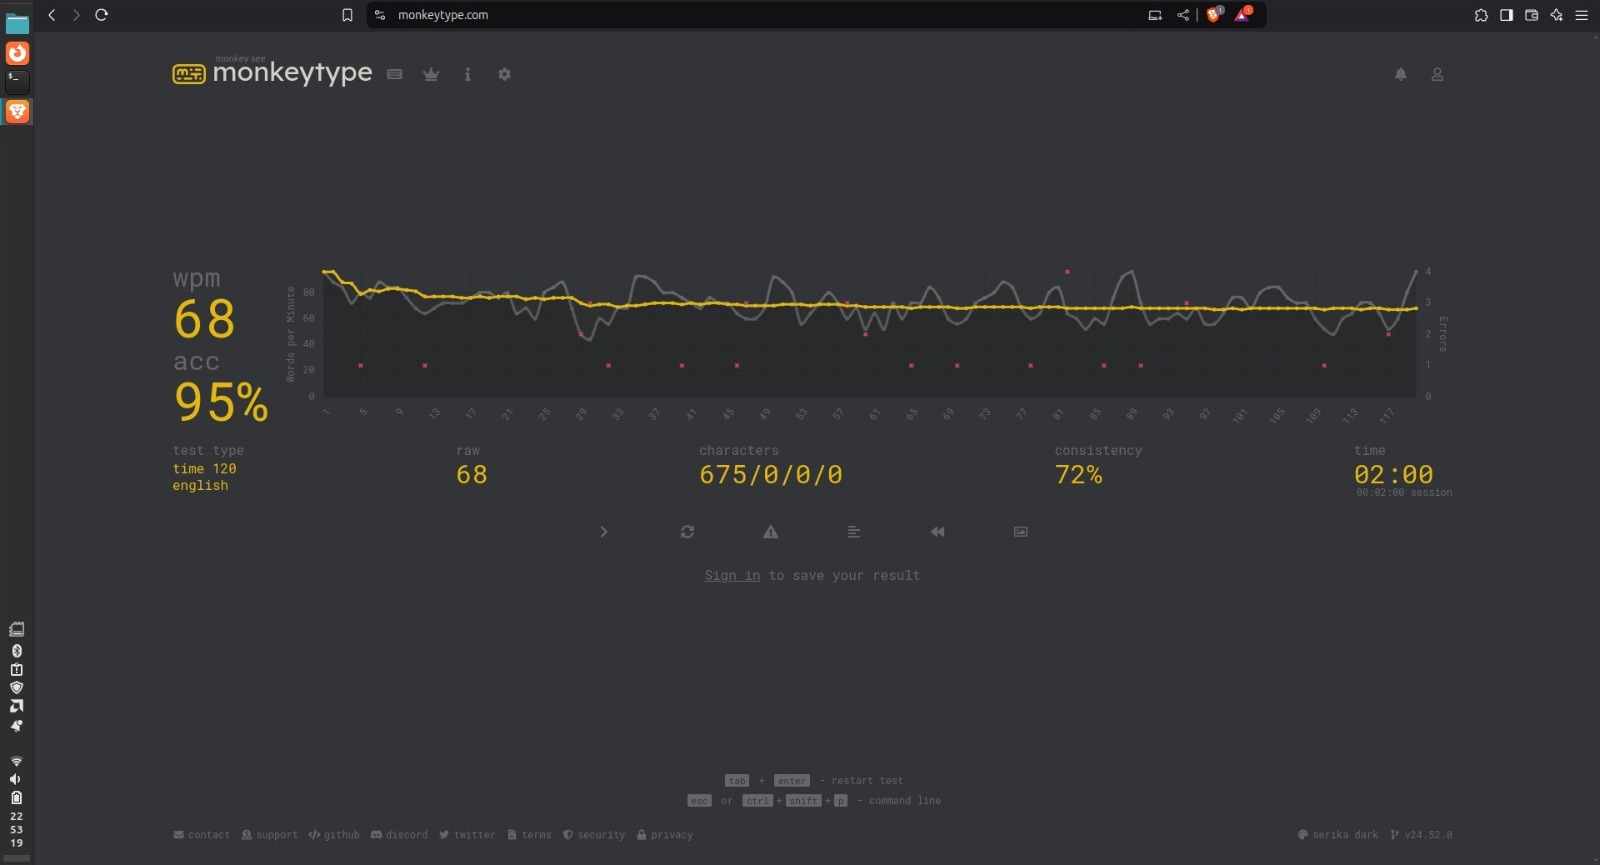 monkeytype.com
monkey see
monkeytype
wpm
68
acc
95%
Words per Minute
80
60
40
20
0
4
3
2
1
0
Errors
1 5 9 13 17 21 25 29 33 37 41 45 49 53 57 61 65 69 73 77 81 85 89 93 97 101 105 109 113 117
test type
time 120
english
raw
68
characters
675/0/0/0
consistency
72%
time
02:00
00:02:00 session
Sign in to save your result
tab + enter - restart test
esc or ctrl + shift + p - command line
contact support github discord twitter terms security privacy
serika dark v24.52.0
22
53
19